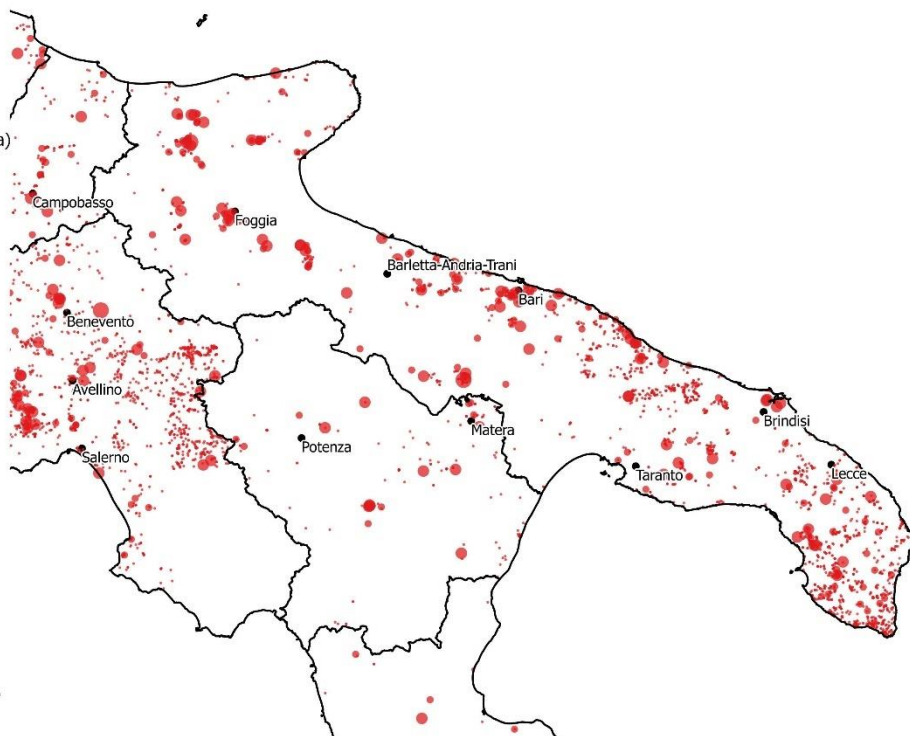 a)
Campobasso
Foggia
Barletta-Andria-Trani
Bari
Benevento
Avellino
Matera
Brindisi
Potenza
Salerno
Taranto
Lecce